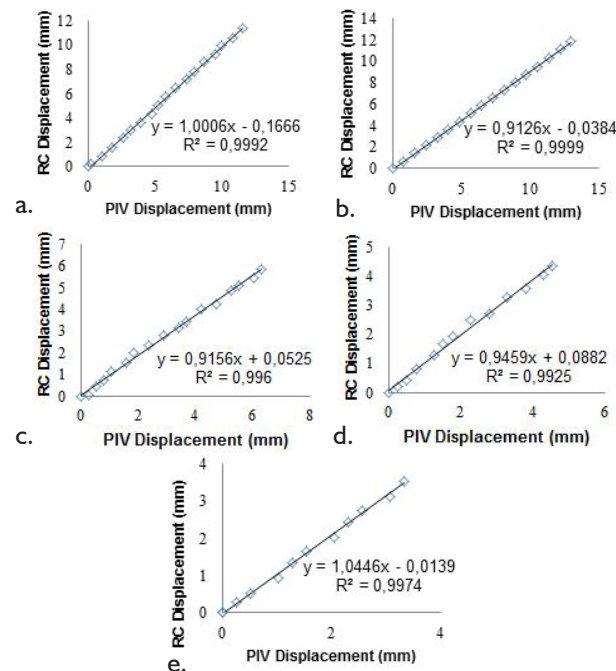 RC Displacement (mm)
12
10
8
6
4
2
0
y = 1,0006x - 0,1666
R² = 0,9992
0 5 10 15
PIV Displacement (mm)
a.
RC Displacement (mm)
14
12
10
8
6
4
2
0
y = 0,9126x - 0,0384
R² = 0,9999
0 5 10 15
PIV Displacement (mm)
b.
RC Displacement (mm)
7
6
5
4
3
2
1
0
y = 0,9156x + 0,0525
R² = 0,996
0 2 4 6 8
PIV Displacement (mm)
c.
RC Displacement (mm)
5
4
3
2
1
0
y = 0,9459x + 0,0882
R² = 0,9925
0 2 4 6
PIV Displacement (mm)
d.
RC Displacement (mm)
4
3
2
1
0
y = 1,0446x - 0,0139
R² = 0,9974
0 2 4
PIV Displacement (mm)
e.